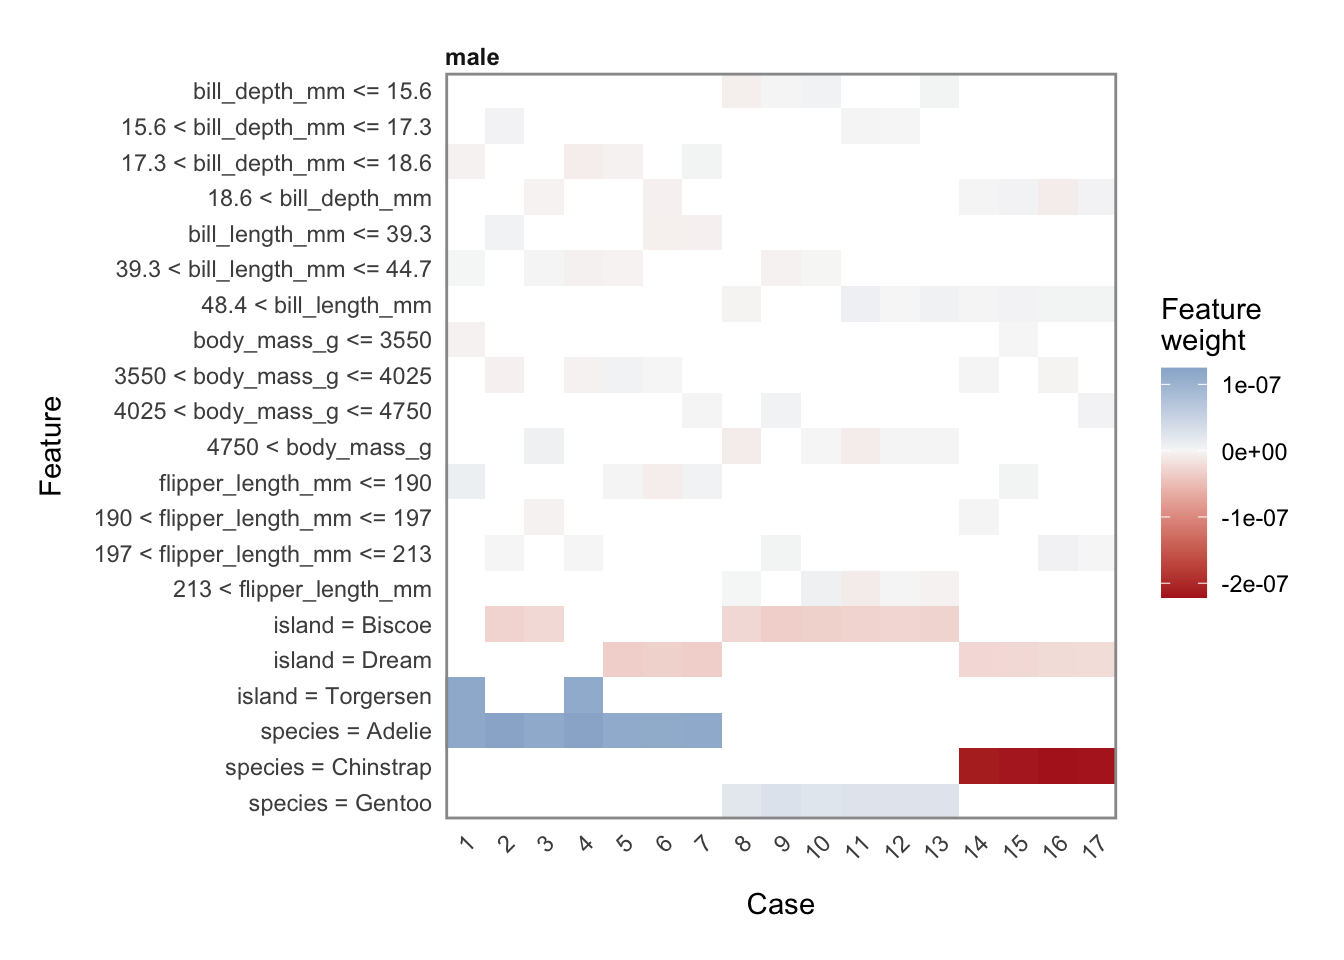 male
bill_depth_mm <= 15.6
15.6 < bill_depth_mm <= 17.3
17.3 < bill_depth_mm <= 18.6
18.6 < bill_depth_mm
bill_length_mm <= 39.3
39.3 < bill_length_mm <= 44.7
48.4 < bill_length_mm
body_mass_g <= 3550
3550 < body_mass_g <= 4025
4025 < body_mass_g <= 4750
4750 < body_mass_g
flipper_length_mm <= 190
190 < flipper_length_mm <= 197
197 < flipper_length_mm <= 213
213 < flipper_length_mm
island = Biscoe
island = Dream
island = Torgersen
species = Adelie
species = Chinstrap
species = Gentoo
Feature
1 2 3 4 5 6 7 8 9 10 11 12 13 14 15 16 17
Case
Feature
weight
1e-07
0e+00
-1e-07
-2e-07